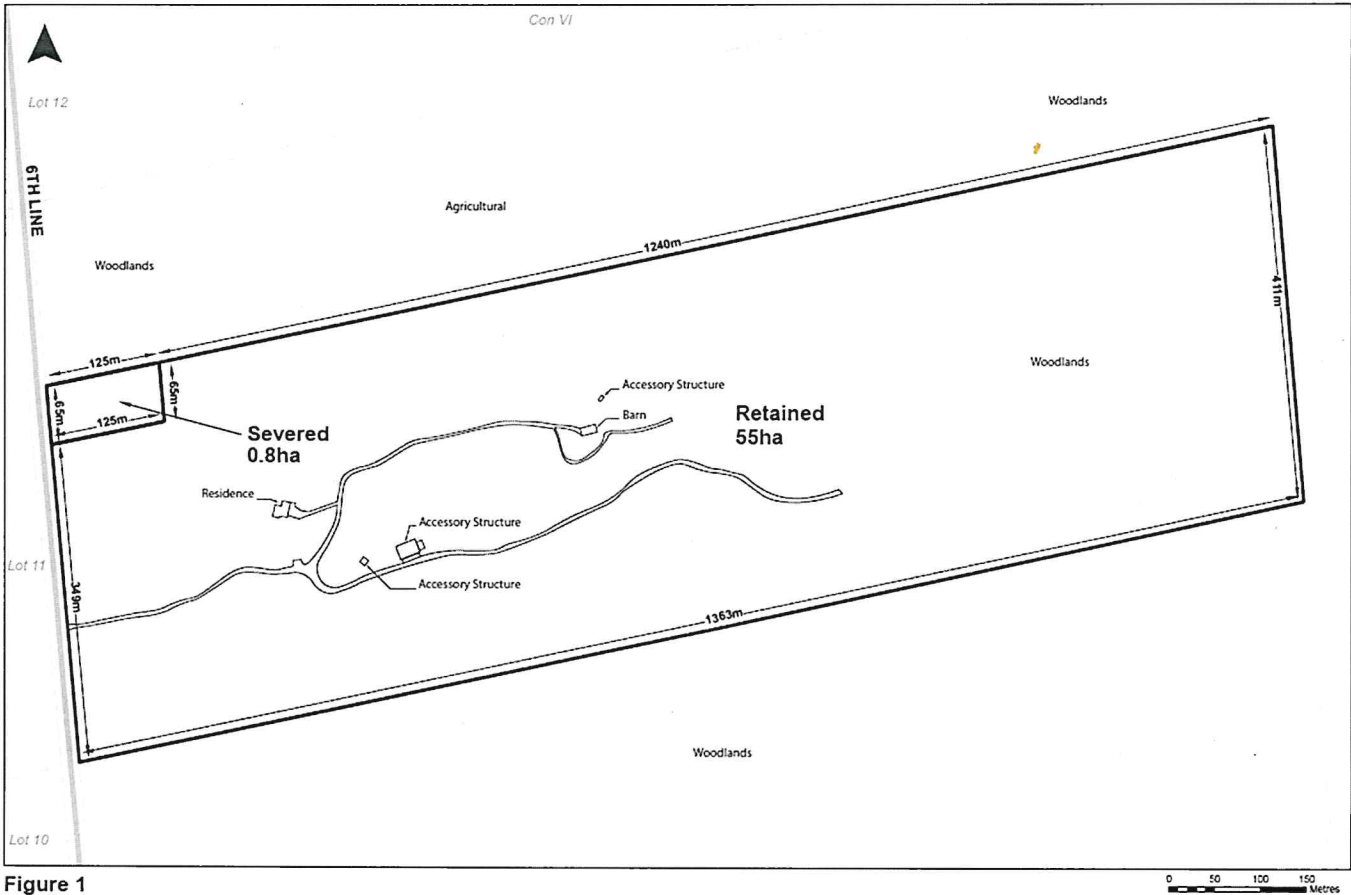 Con VI
Lot 12
Woodlands
6TH LINE
Agricultural
Woodlands
1240m
411m
125m
65m
65m
125m
Woodlands
Accessory Structure
Barn
Retained
55ha
Severed
0.8ha
Residence
Accessory Structure
Accessory Structure
Lot 11
349m
1363m
Woodlands
Lot 10
Figure 1
0 50 100 150
Metres